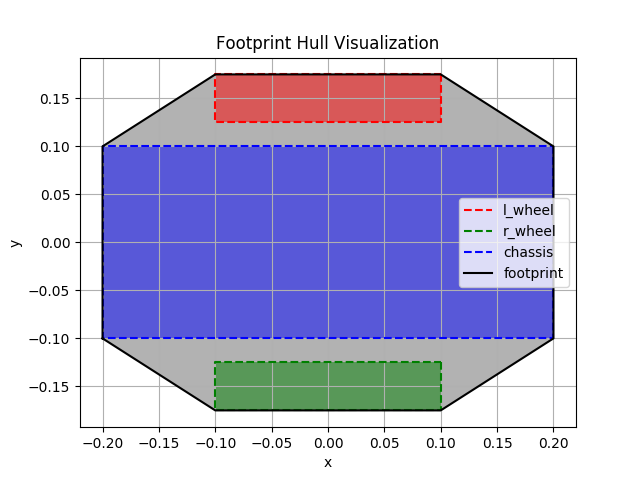 Footprint Hull Visualization
y
0.15
0.10
0.05
0.00
−0.05
−0.10
−0.15
l_wheel
r_wheel
chassis
footprint
−0.20 −0.15 −0.10 −0.05 0.00 0.05 0.10 0.15 0.20
x